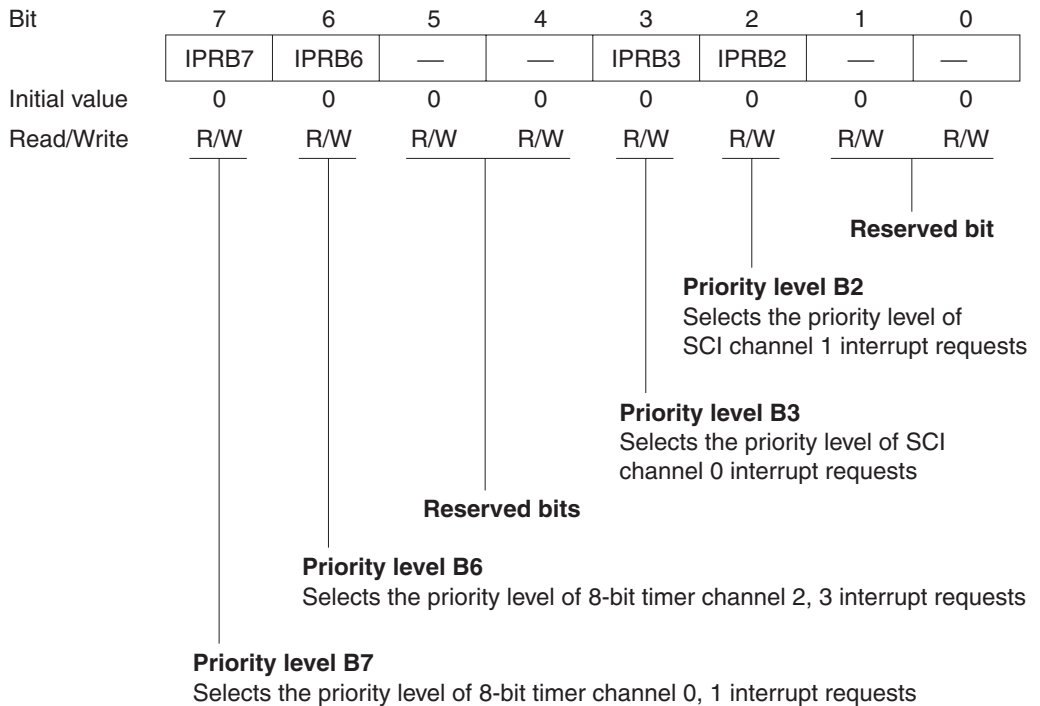 Bit 7 6 5 4 3 2 1 0
IPRB7 IPRB6 — — IPRB3 IPRB2 — —
Initial value 0 0 0 0 0 0 0 0
Read/Write R/W R/W R/W R/W R/W R/W R/W R/W
Reserved bit
Priority level B2
Selects the priority level of
SCI channel 1 interrupt requests
Priority level B3
Selects the priority level of SCI
channel 0 interrupt requests
Reserved bits
Priority level B6
Selects the priority level of 8-bit timer channel 2, 3 interrupt requests
Priority level B7
Selects the priority level of 8-bit timer channel 0, 1 interrupt requests